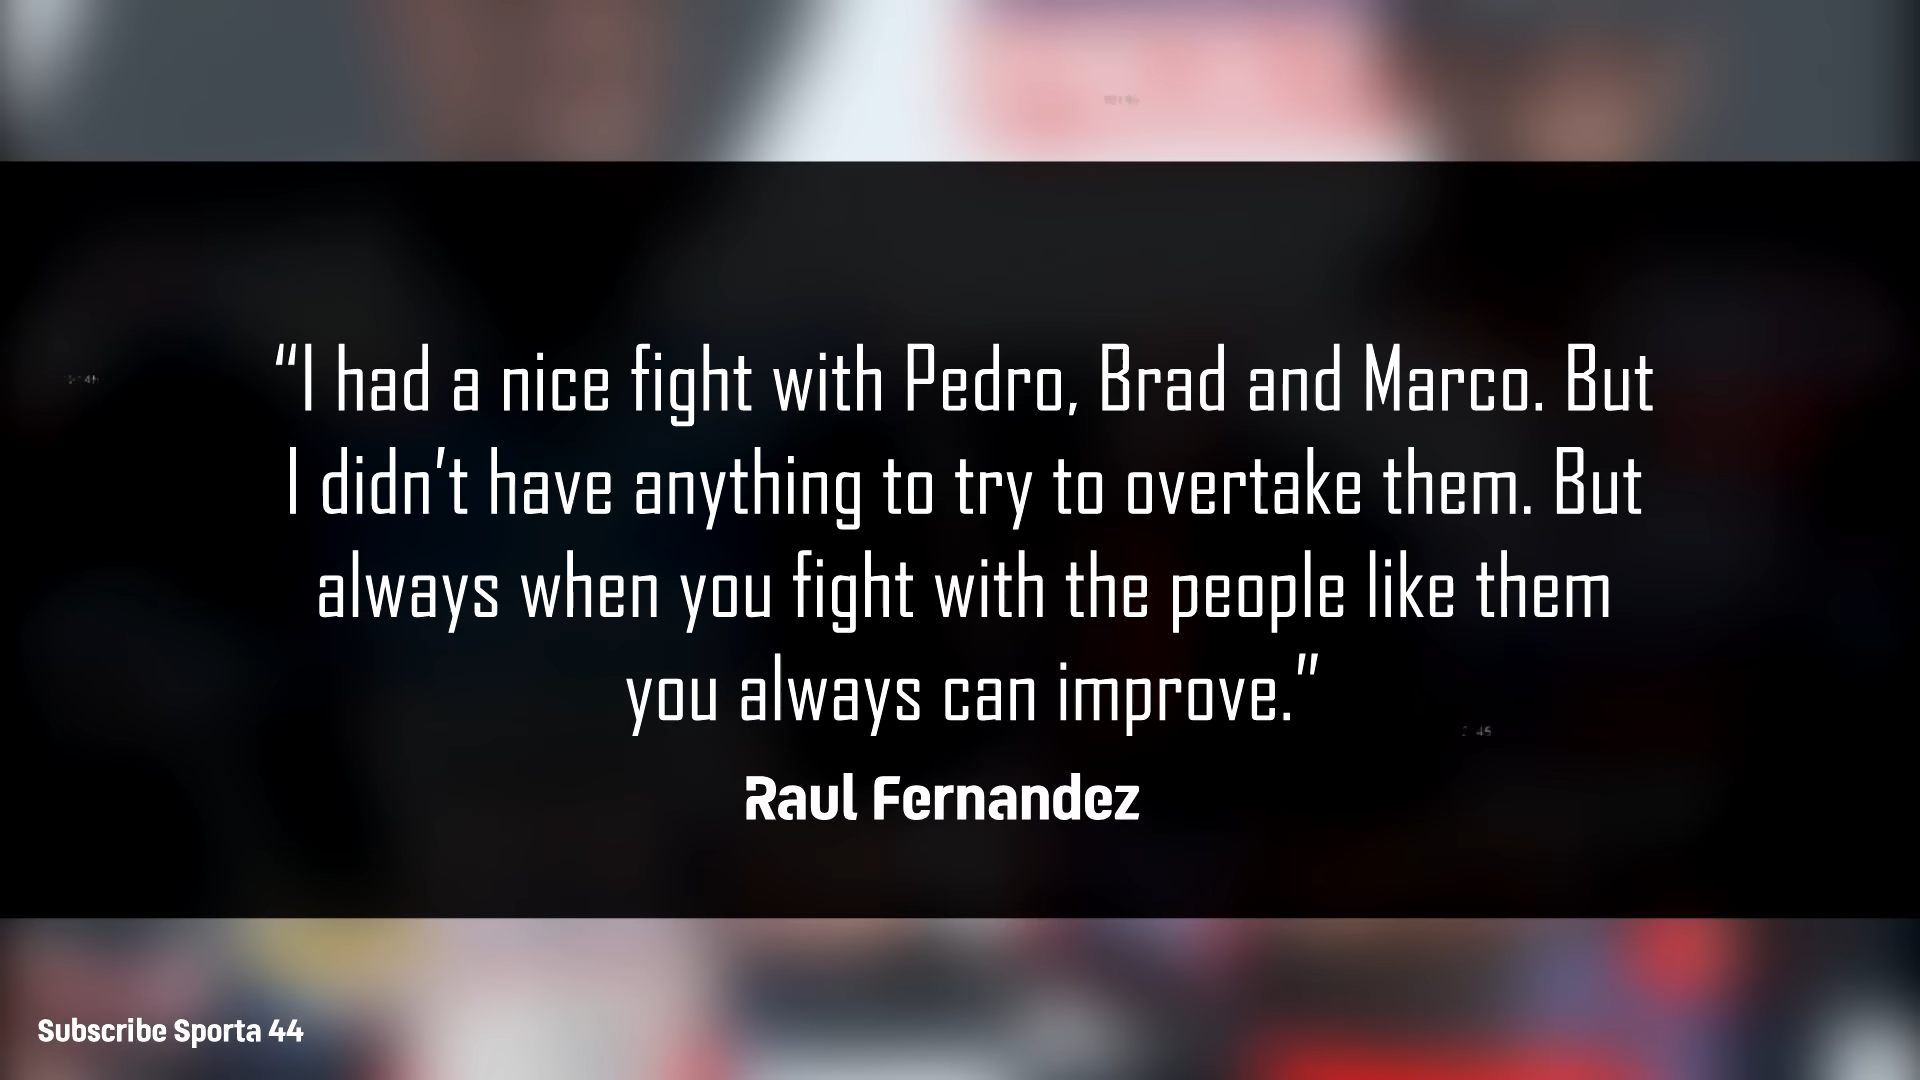 “I had a nice fight with Pedro, Brad and Marco. But
I didn’t have anything to try to overtake them. But
always when you fight with the people like them
you always can improve.”
Raul Fernandez
Subscribe Sporta 44